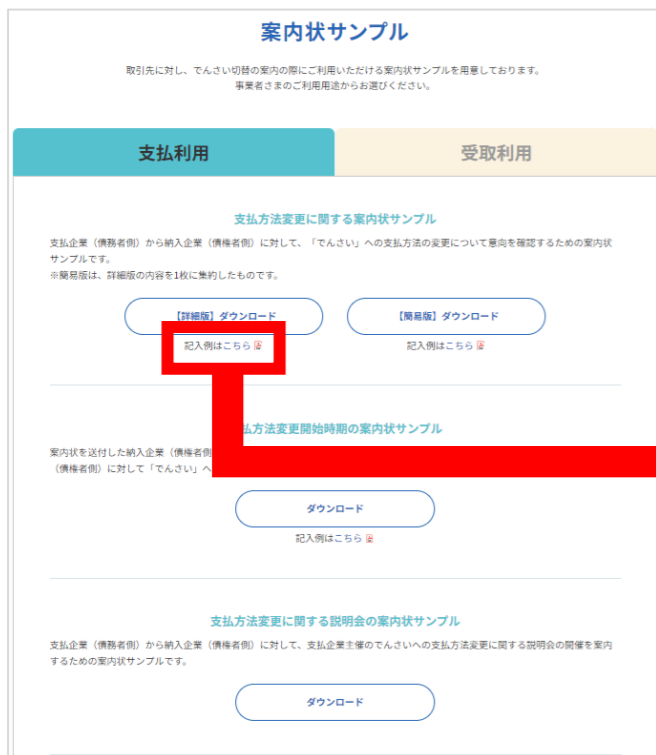 案内状サンプル
取引先に対し、でんさい切替の案内の際にご利用いただける案内状サンプルを用意しております。
事業者さまのご利用用途からお選びください。
支払利用
受取利用
支払方法変更に関する案内状サンプル
支払企業（債務者側）から納入企業（債権者側）に対して、「でんさい」への支払方法の変更について意向を確認するための案内状
サンプルです。
※簡易版は、詳細版の内容を1枚に集約したものです。
【詳細版】ダウンロード
【簡易版】ダウンロード
記入例はこちら
記入例はこちら
払方法変更開始時期の案内状サンプル
案内状を送付した納入企業（債権者側
（債権者側）に対して「でんさい」へ
ダウンロード
記入例はこちら
支払方法変更に関する説明会の案内状サンプル
支払企業（債務者側）から納入企業（債権者側）に対して、支払企業主催のでんさいへの支払方法変更に関する説明会の開催を案内
するための案内状サンプルです。
ダウンロード